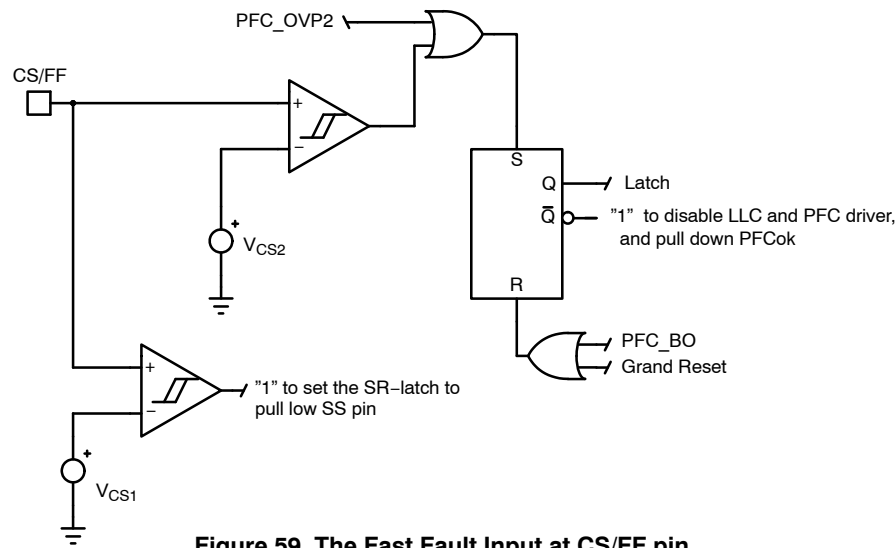 PFC_OVP2
CS/FF
+
−
S
Q
Latch
Q̅
”1” to disable LLC and PFC driver,
and pull down PFCok
+
VCS2
R
PFC_BO
Grand Reset
+
−
”1” to set the SR−latch to
pull low SS pin
+
VCS1
Figure 59. The Fast Fault Input at CS/FF pin